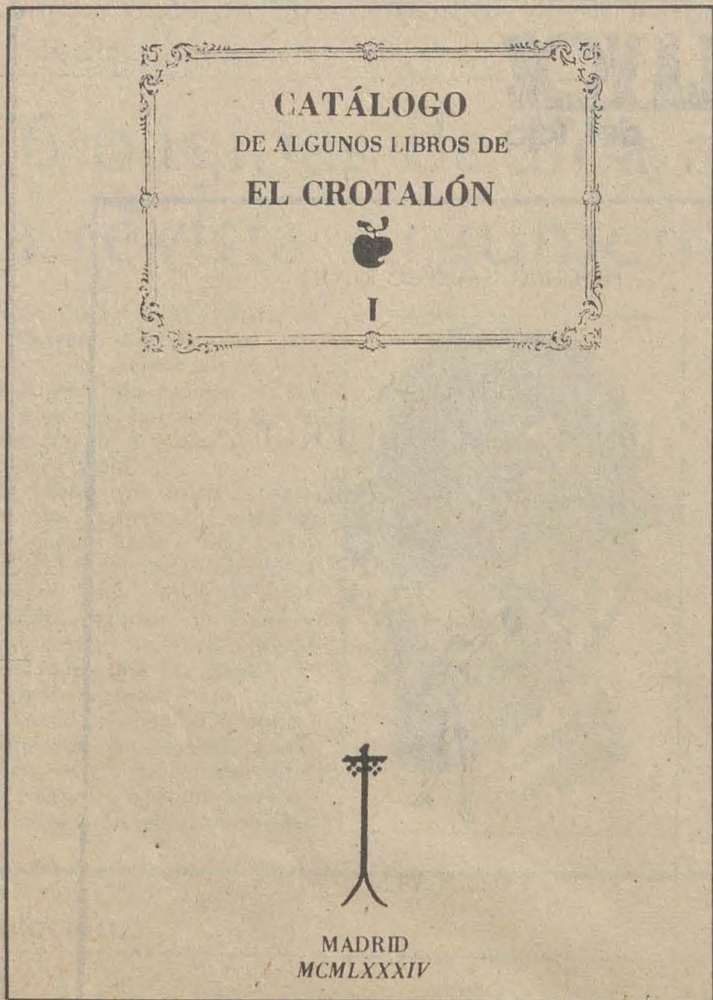 CATÁLOGO
DE ALGUNOS LIBROS DE
EL CROTALÓN
I
MADRID
MCMLXXXIV